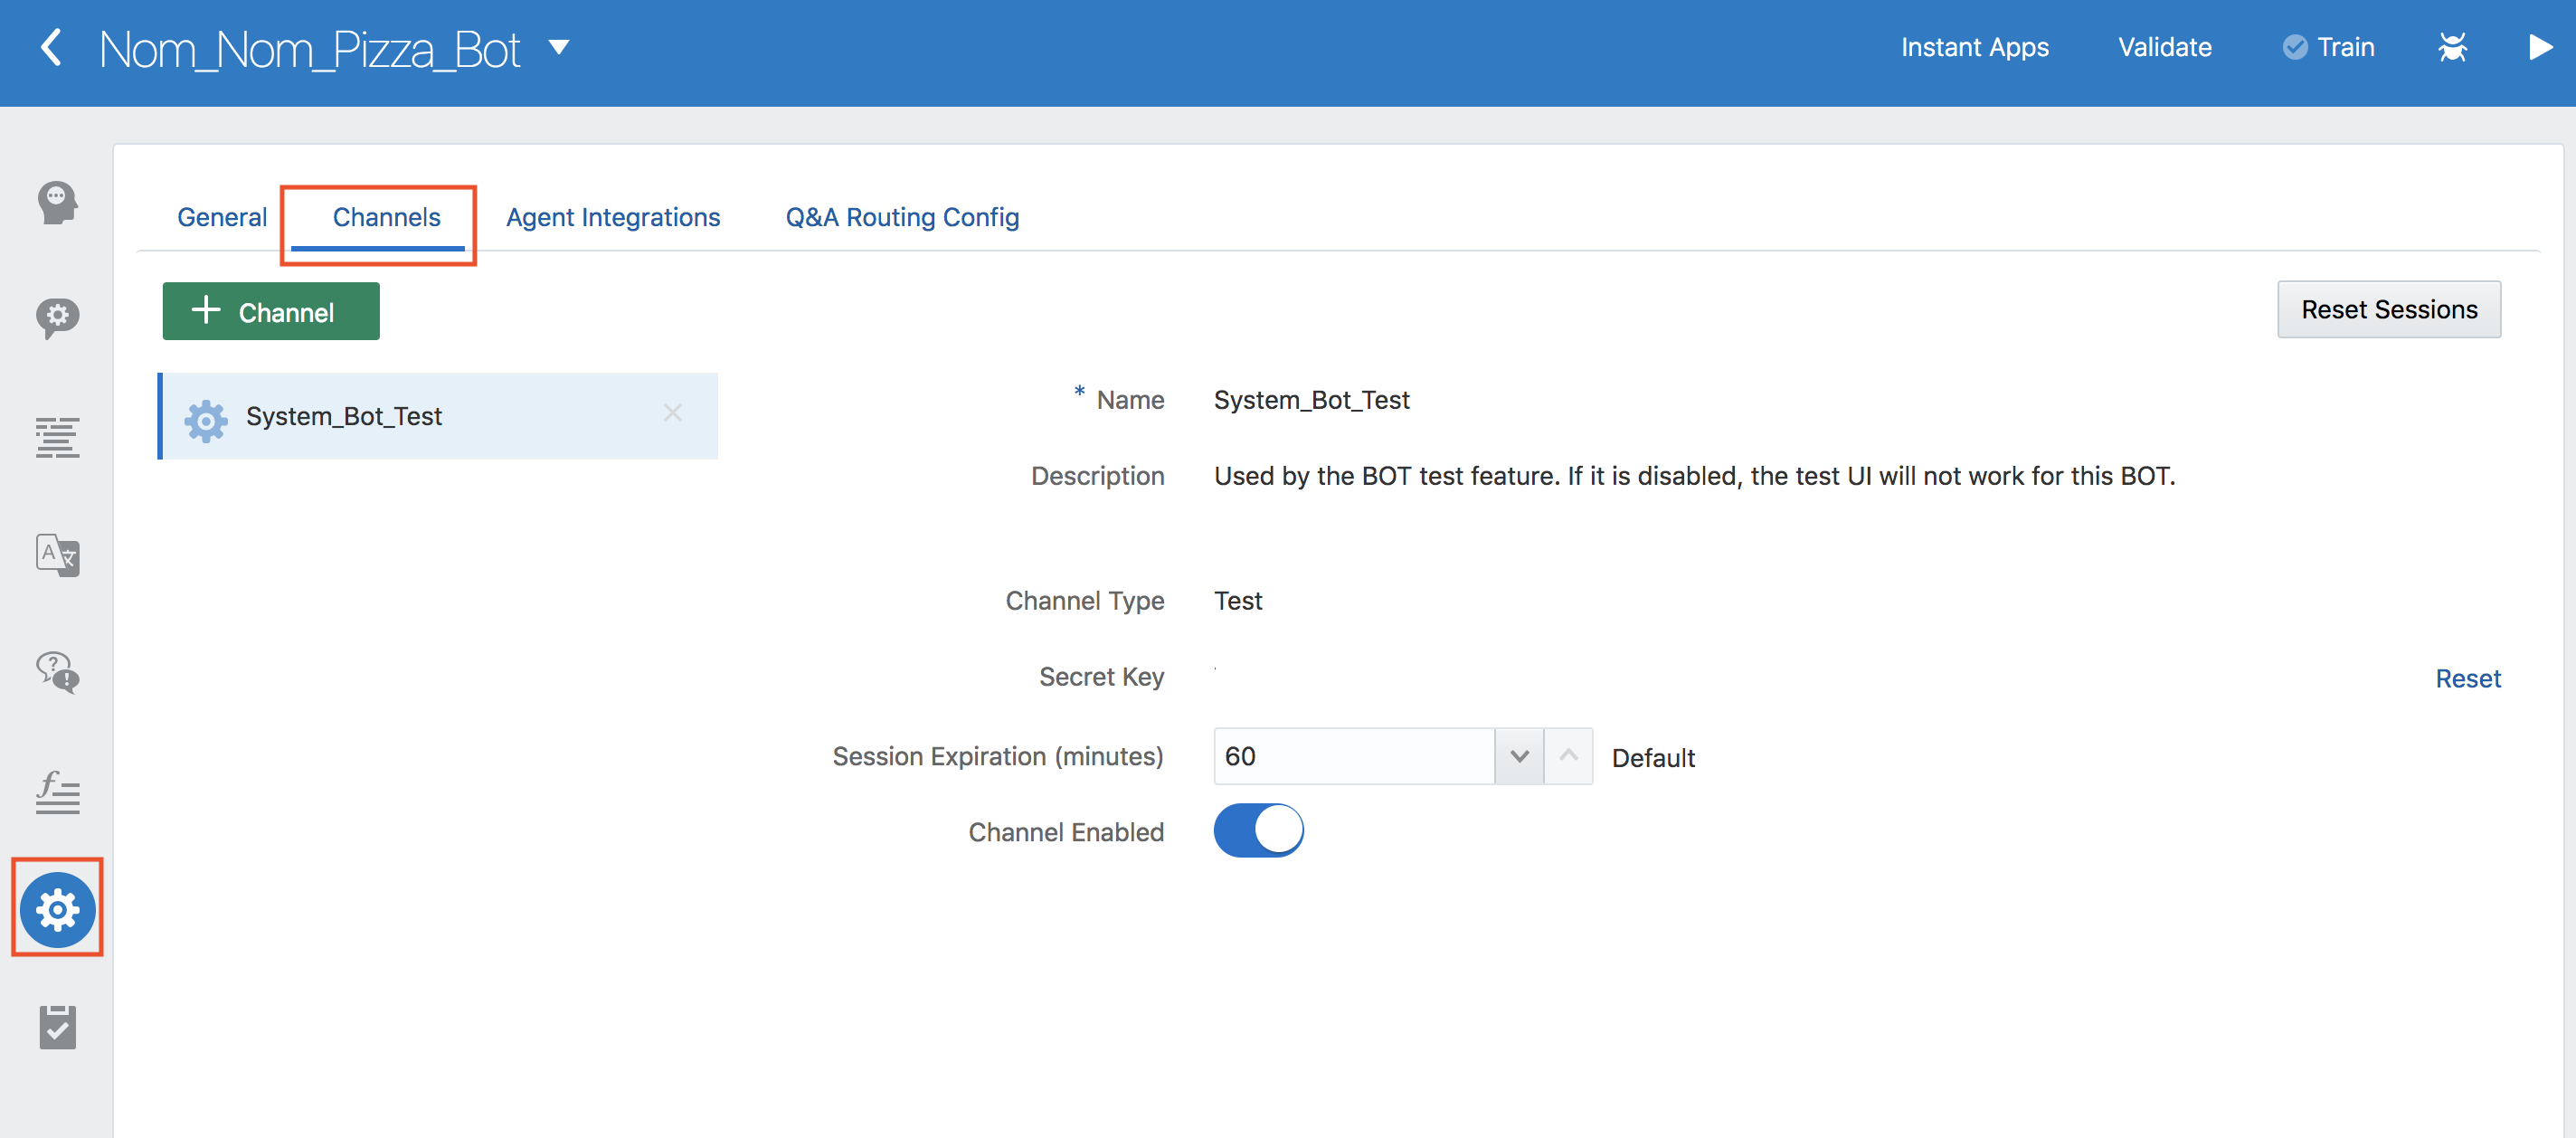 Nom_Nom_Pizza_Bot
Instant Apps Validate Train
General Channels Agent Integrations Q&A Routing Config
+ Channel
Reset Sessions
System_Bot_Test
* Name System_Bot_Test
Description Used by the BOT test feature. If it is disabled, the test UI will not work for this BOT.
Channel Type Test
Secret Key Reset
Session Expiration (minutes) 60 Default
Channel Enabled